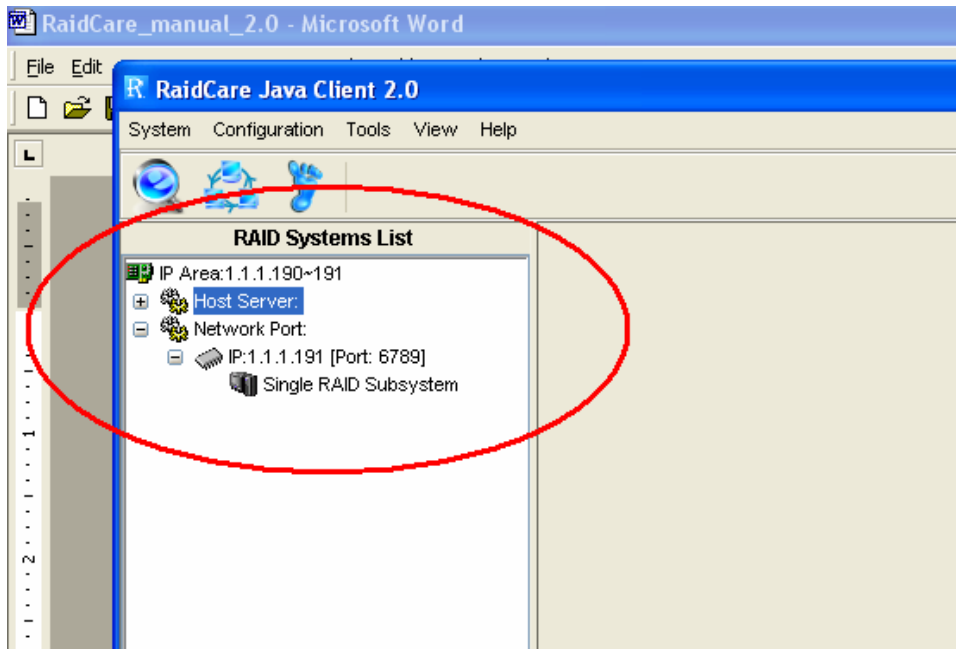 RaidCare_manual_2.0 - Microsoft Word
File Edit
RaidCare Java Client 2.0
System Configuration Tools View Help
RAID Systems List
IP Area:1.1.1.190~191
Host Server:
Network Port:
IP:1.1.1.191 [Port: 6789]
Single RAID Subsystem
1
2